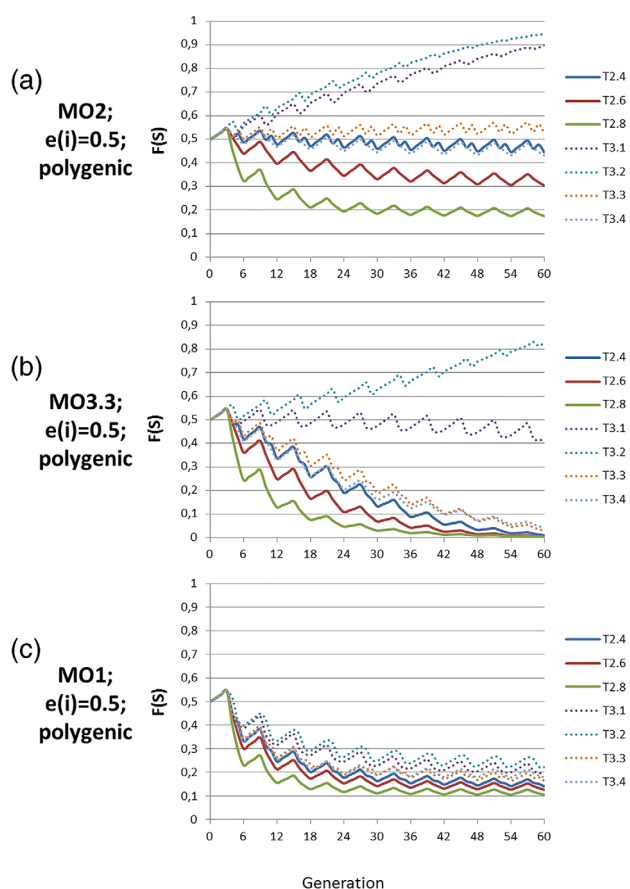 (a)
MO2;
e(i)=0.5;
polygenic
F(S)
1
0,9
0,8
0,7
0,6
0,5
0,4
0,3
0,2
0,1
0
0 6 12 18 24 30 36 42 48 54 60
T2.4
T2.6
T2.8
T3.1
T3.2
T3.3
T3.4
(b)
MO3.3;
e(i)=0.5;
polygenic
F(S)
1
0,9
0,8
0,7
0,6
0,5
0,4
0,3
0,2
0,1
0
0 6 12 18 24 30 36 42 48 54 60
T2.4
T2.6
T2.8
T3.1
T3.2
T3.3
T3.4
(c)
MO1;
e(i)=0.5;
polygenic
F(S)
1
0,9
0,8
0,7
0,6
0,5
0,4
0,3
0,2
0,1
0
0 6 12 18 24 30 36 42 48 54 60
T2.4
T2.6
T2.8
T3.1
T3.2
T3.3
T3.4
Generation